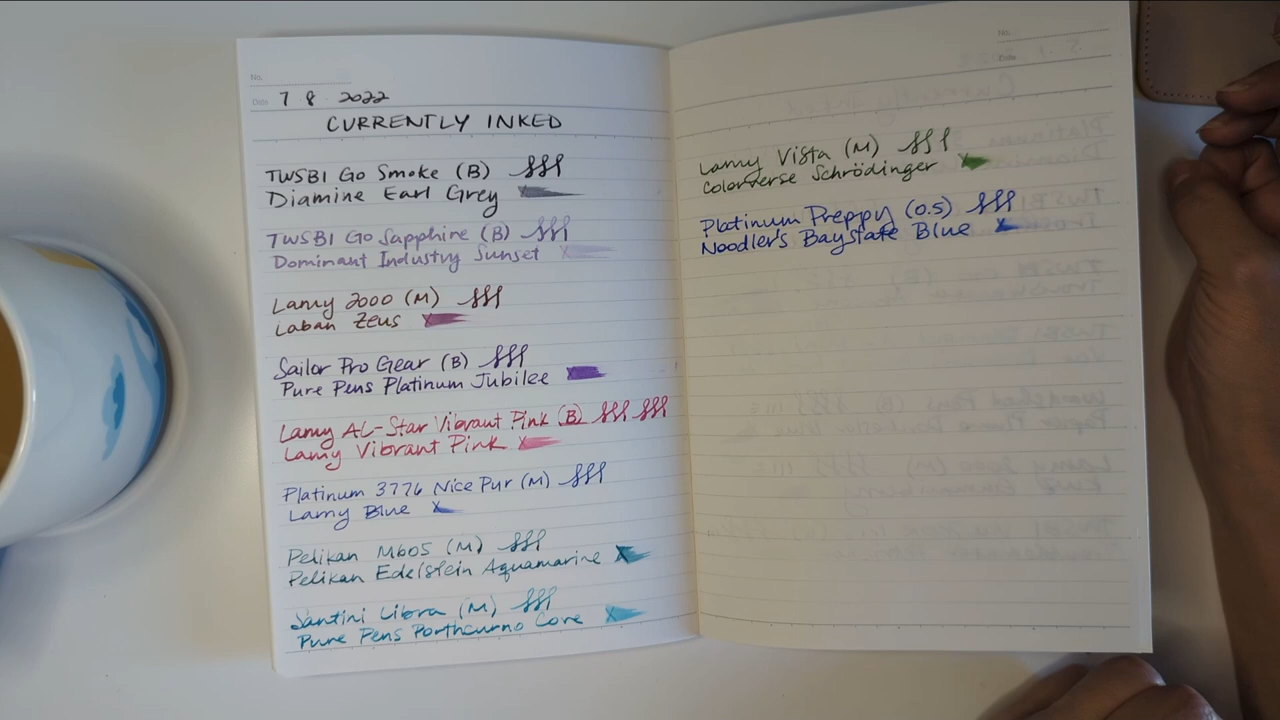 No.
Date 7 8 2022
CURRENTLY INKED
TWSBI Go Smoke (B)
Diamine Earl Grey
TWSBI Go Sapphire (B)
Dominant Industry Sunset
Lamy 2000 (M)
Laban Zeus
Sailor Pro Gear (B)
Pure Pens Platinum Jubilee
Lamy AL-Star Vibrant Pink (B)
Lamy Vibrant Pink
Platinum 3776 Nice Pur (M)
Lamy Blue
Pelikan M605 (M)
Pelikan Edelstein Aquamarine
Santini Libra (M)
Pure Pens Porthcurno Cove
No.
Date
Lamy Vista (M)
Colorverse Schrödinger
Platinum Preppy (0.5)
Noodler's Baystate Blue